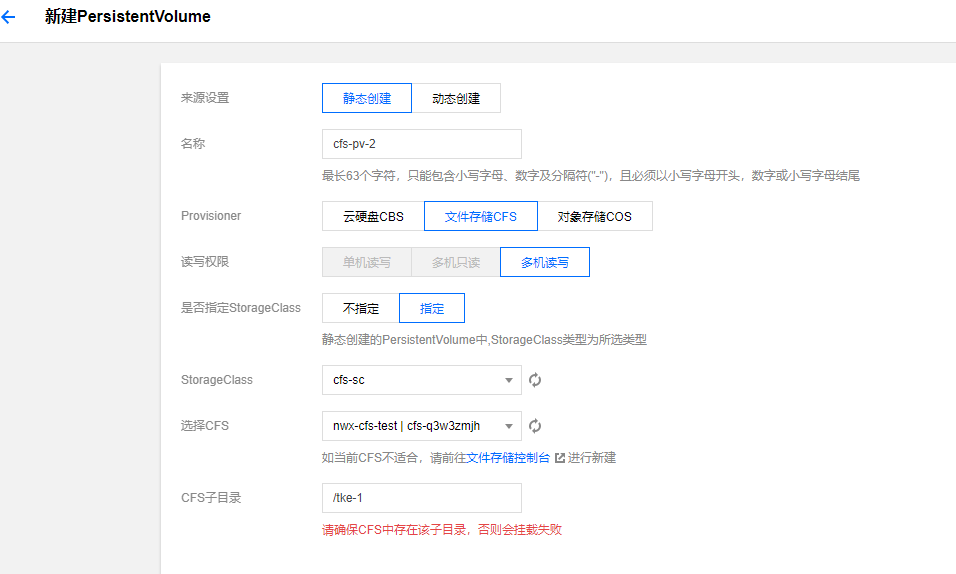 新建PersistentVolume
来源设置 静态创建 动态创建
名称 cfs-pv-2
最长63个字符，只能包含小写字母、数字及分隔符("-")，且必须以小写字母开头，数字或小写字母结尾
Provisioner 云硬盘CBS 文件存储CFS 对象存储COS
读写权限 单机读写 多机只读 多机读写
是否指定StorageClass 不指定 指定
静态创建的PersistentVolume中,StorageClass类型为所选类型
StorageClass cfs-sc
选择CFS nwx-cfs-test | cfs-q3w3zmjh
如当前CFS不适合，请前往文件存储控制台 进行新建
CFS子目录 /tke-1
请确保CFS中存在该子目录，否则会挂载失败